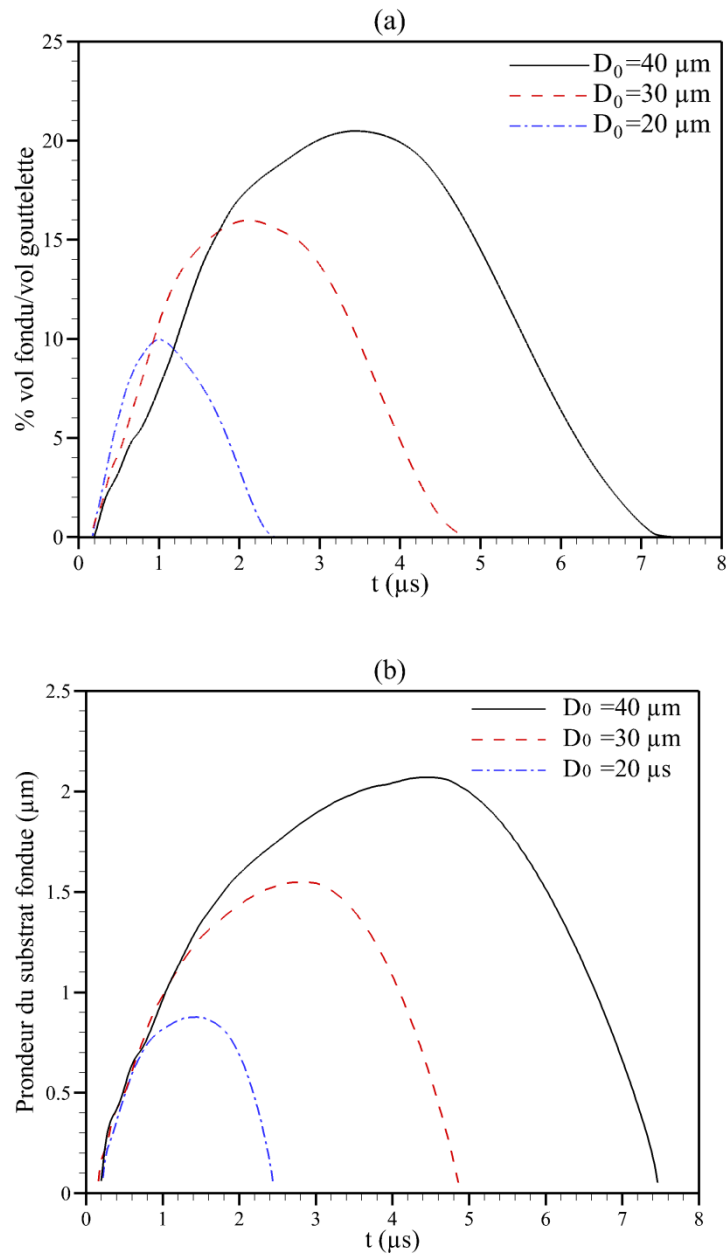 (a)
D₀=40 µm
D₀=30 µm
D₀=20 µm
25
20
15
10
5
0
% vol fondu/vol gouttelette
0 1 2 3 4 5 6 7 8
t (µs)
(b)
D₀ =40 µm
D₀ =30 µm
D₀ =20 µs
2.5
2
1.5
1
0.5
0
Prondeur du substrat fondue (µm)
0 1 2 3 4 5 6 7 8
t (µs)